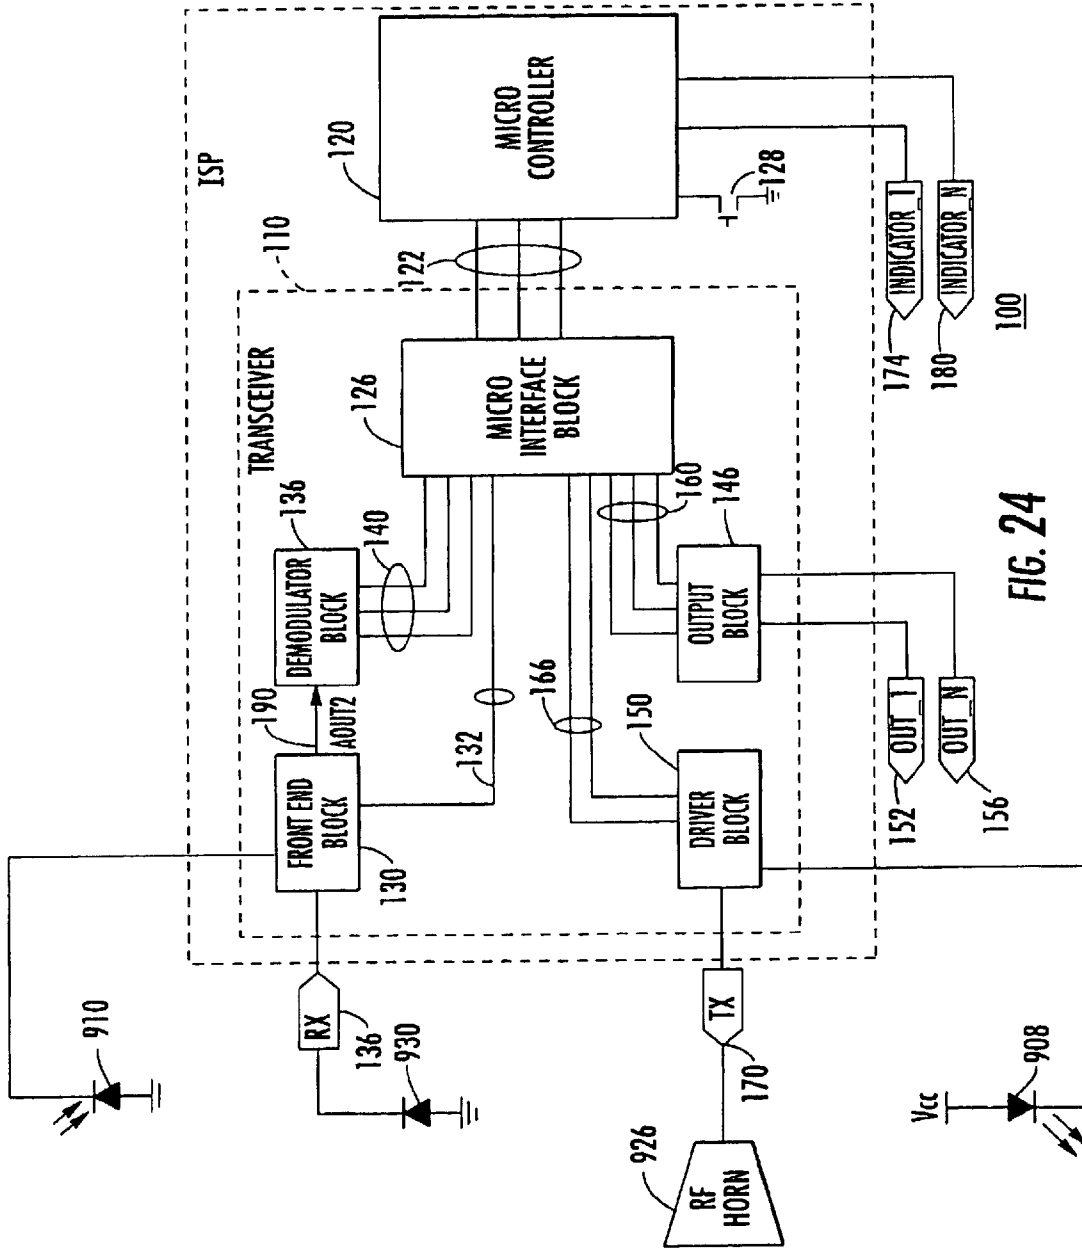 ISP
120
MICRO
CONTROLLER
110
122
128
TRANSCEIVER
126
MICRO
INTERFACE
BLOCK
136
DEMODULATOR
BLOCK
140
190
AOUT2
132
FRONT END
BLOCK
130
160
146
OUTPUT
BLOCK
166
150
DRIVER
BLOCK
INDICATOR_1
INDICATOR_N
174
180
100
OUT_1
OUT_N
152
156
910
RX
136
930
TX
170
926
RF
HORN
Vcc
908
FIG. 24